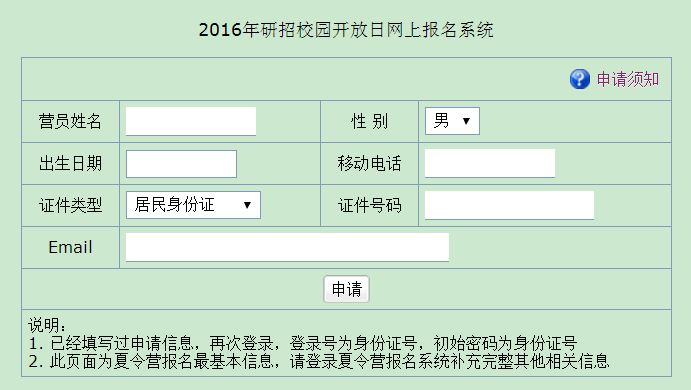 2016年研招校园开放日网上报名系统
申请须知
营员姓名 性 别 男
出生日期 移动电话
证件类型 居民身份证 证件号码
Email
申请
说明：
1. 已经填写过申请信息，再次登录，登录号为身份证号，初始密码为身份证号
2. 此页面为夏令营报名最基本信息，请登录夏令营报名系统补充完整其他相关信息